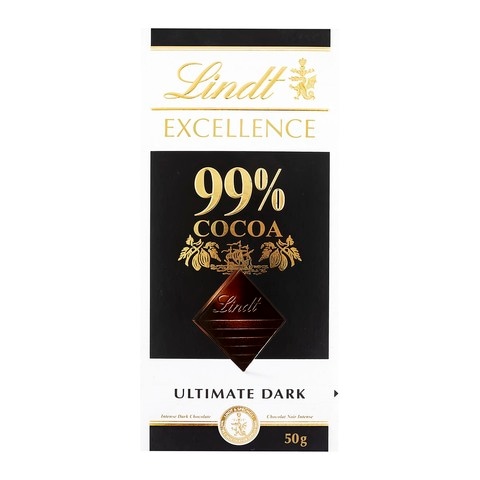 Lindt
EXCELLENCE
99%
COCOA
Lindt
ULTIMATE DARK
Intense Dark Chocolate
Chocolat Noir Intense
50g